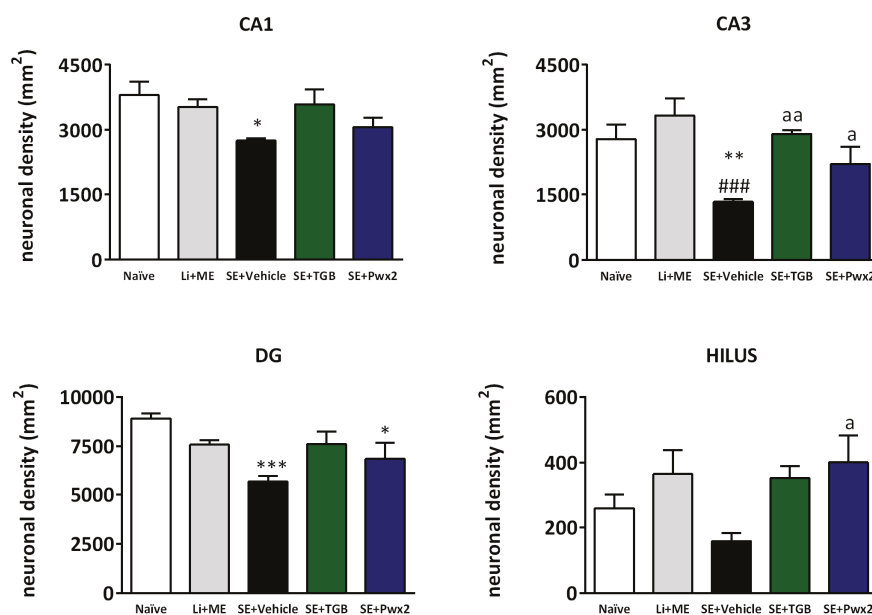 CA1
neuronal density (mm²)
4500
3000
1500
0
*
Naïve Li+ME SE+Vehicle SE+TGB SE+Pwx2
CA3
neuronal density (mm²)
4500
3000
1500
0
**
###
aa
a
Naïve Li+ME SE+Vehicle SE+TGB SE+Pwx2
DG
neuronal density (mm²)
10000
7500
5000
2500
0
***
*
Naïve Li+ME SE+Vehicle SE+TGB SE+Pwx2
HILUS
neuronal density (mm²)
600
400
200
0
a
Naïve Li+ME SE+Vehicle SE+TGB SE+Pwx2